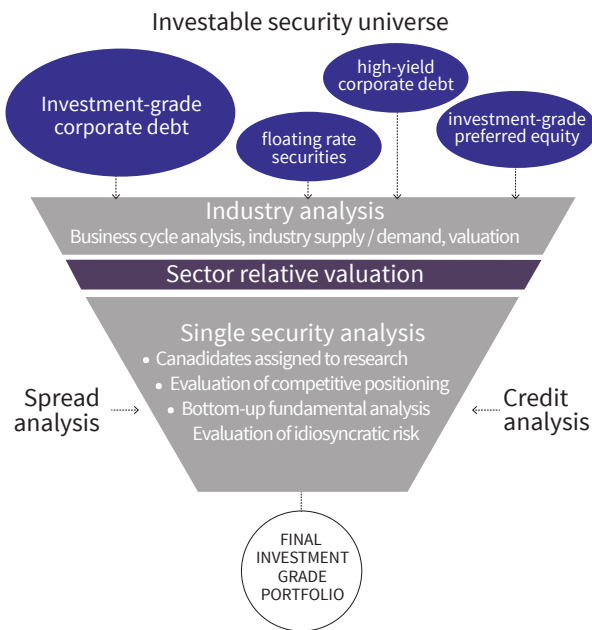 Investable security universe
Investment-grade
corporate debt
floating rate
securities
high-yield
corporate debt
investment-grade
preferred equity
Industry analysis
Business cycle analysis, industry supply / demand, valuation
Sector relative valuation
Single security analysis
• Canadidates assigned to research
• Evaluation of competitive positioning
• Bottom-up fundamental analysis
Evaluation of idiosyncratic risk
Spread
analysis
Credit
analysis
FINAL
INVESTMENT
GRADE
PORTFOLIO